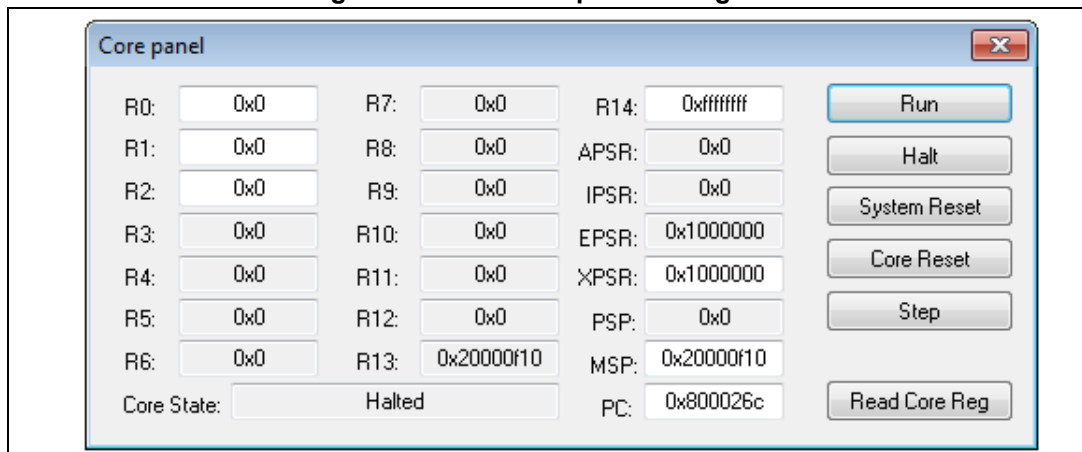 Core panel
R0: 0x0 R7: 0x0 R14: 0xffffffff Run
R1: 0x0 R8: 0x0 APSR: 0x0 Halt
R2: 0x0 R9: 0x0 IPSR: 0x0 System Reset
R3: 0x0 R10: 0x0 EPSR: 0x1000000
R4: 0x0 R11: 0x0 XPSR: 0x1000000 Core Reset
R5: 0x0 R12: 0x0 PSP: 0x0 Step
R6: 0x0 R13: 0x20000f10 MSP: 0x20000f10
Core State: Halted PC: 0x800026c Read Core Reg